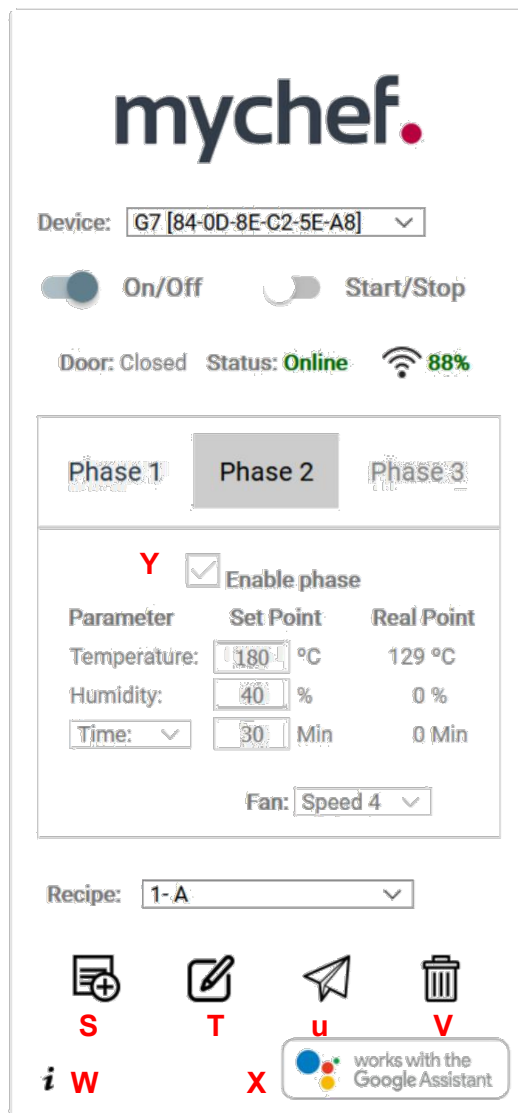 mychef.
Device: G7 [84-0D-8E-C2-5E-A8]
On/Off Start/Stop
Door: Closed Status: Online 88%
Phase 1 Phase 2 Phase 3
Y Enable phase
Parameter Set Point Real Point
Temperature: 180 ºC 129 ºC
Humidity: 40 % 0 %
Time: 30 Min 0 Min
Fan: Speed 4
Recipe: 1- A
S T u V
i W X works with the
Google Assistant